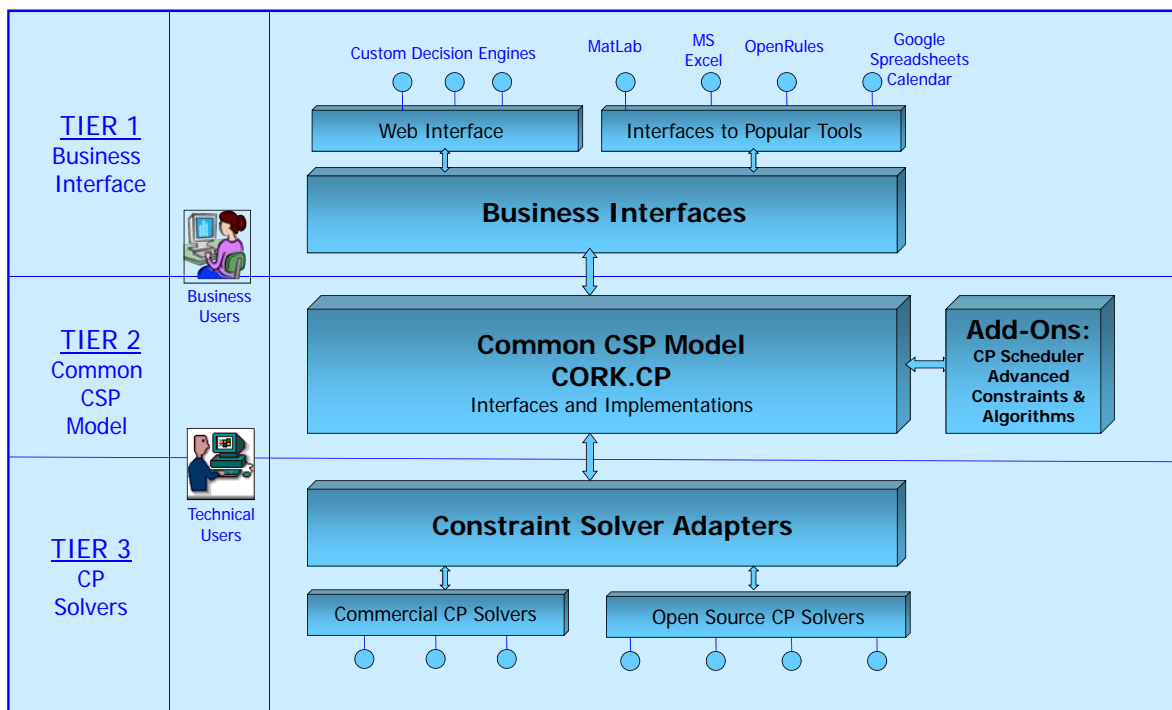 TIER 1
Business
Interface
Custom Decision Engines
MatLab
MS
Excel
OpenRules
Google
Spreadsheets
Calendar
Web Interface
Interfaces to Popular Tools
Business Interfaces
Business
Users
TIER 2
Common
CSP
Model
Common CSP Model
CORK.CP
Interfaces and Implementations
Add-Ons:
CP Scheduler
Advanced
Constraints &
Algorithms
Technical
Users
TIER 3
CP
Solvers
Constraint Solver Adapters
Commercial CP Solvers
Open Source CP Solvers